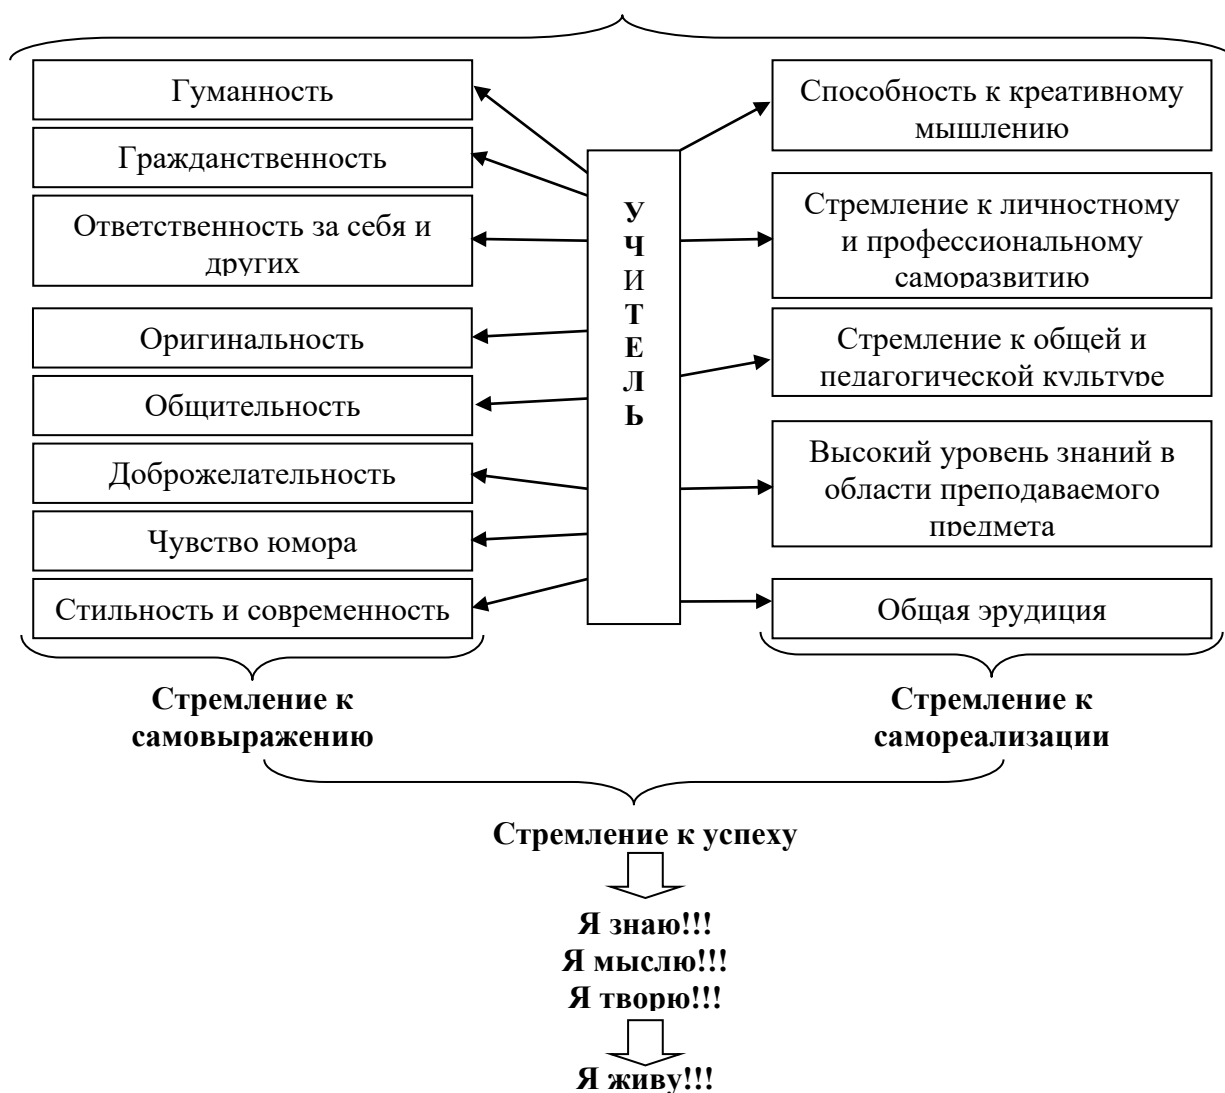 Гуманность
Гражданственность
Ответственность за себя и
других
Оригинальность
Общительность
Доброжелательность
Чувство юмора
Стильность и современность
У
Ч
И
Т
Е
Л
Ь
Способность к креативному
мышлению
Стремление к личностному
и профессиональному
саморазвитию
Стремление к общей и
педагогической культуре
Высокий уровень знаний в
области преподаваемого
предмета
Общая эрудиция
Стремление к
самовыражению
Стремление к
самореализации
Стремление к успеху
Я знаю!!!
Я мыслю!!!
Я творю!!!
Я живу!!!